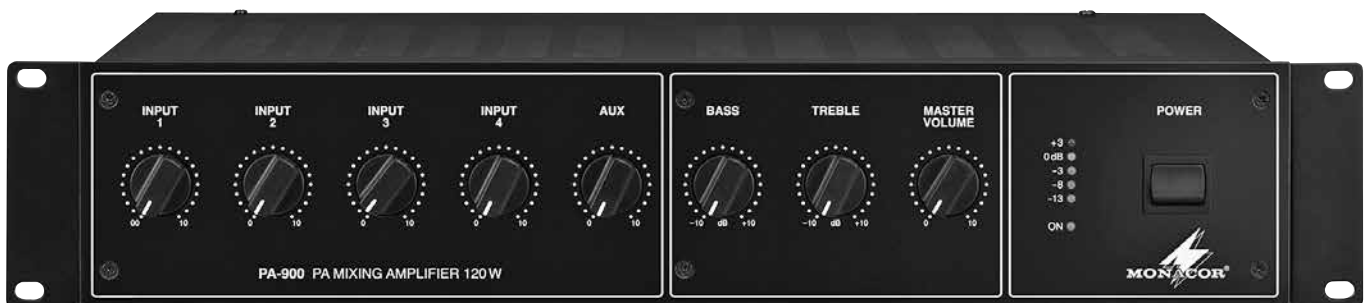 INPUT
1
INPUT
2
INPUT
3
INPUT
4
AUX
00 10
0 10
0 10
0 10
0 10
PA-900 PA MIXING AMPLIFIER 120 W
BASS
TREBLE
MASTER
VOLUME
-10 dB +10
-10 dB +10
0 10
POWER
+3
0dB
-3
-8
-13
ON
MONACOR®